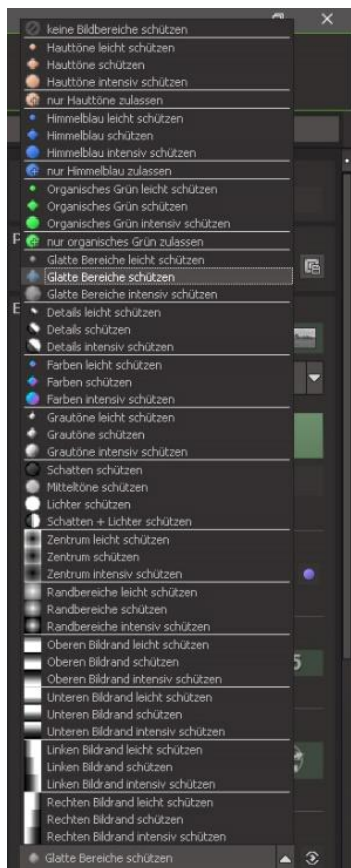 keine Bildbereiche schützen
Hauttöne leicht schützen
Hauttöne schützen
Hauttöne intensiv schützen
nur Hauttöne zulassen
Himmelblau leicht schützen
Himmelblau schützen
Himmelblau intensiv schützen
nur Himmelblau zulassen
Organisches Grün leicht schützen
Organisches Grün schützen
Organisches Grün intensiv schützen
nur organisches Grün zulassen
Glatte Bereiche leicht schützen
Glatte Bereiche schützen
Glatte Bereiche intensiv schützen
Details leicht schützen
Details schützen
Details intensiv schützen
Farben leicht schützen
Farben schützen
Farben intensiv schützen
Grautöne leicht schützen
Grautöne schützen
Grautöne intensiv schützen
Schatten schützen
Mitteltöne schützen
Lichter schützen
Schatten + Lichter schützen
Zentrum leicht schützen
Zentrum schützen
Zentrum intensiv schützen
Randbereiche leicht schützen
Randbereiche schützen
Randbereiche intensiv schützen
Oberen Bildrand leicht schützen
Oberen Bildrand schützen
Oberen Bildrand intensiv schützen
Unteren Bildrand leicht schützen
Unteren Bildrand schützen
Unteren Bildrand intensiv schützen
Linken Bildrand leicht schützen
Linken Bildrand schützen
Linken Bildrand intensiv schützen
Rechten Bildrand leicht schützen
Rechten Bildrand schützen
Rechten Bildrand intensiv schützen
Glatte Bereiche schützen